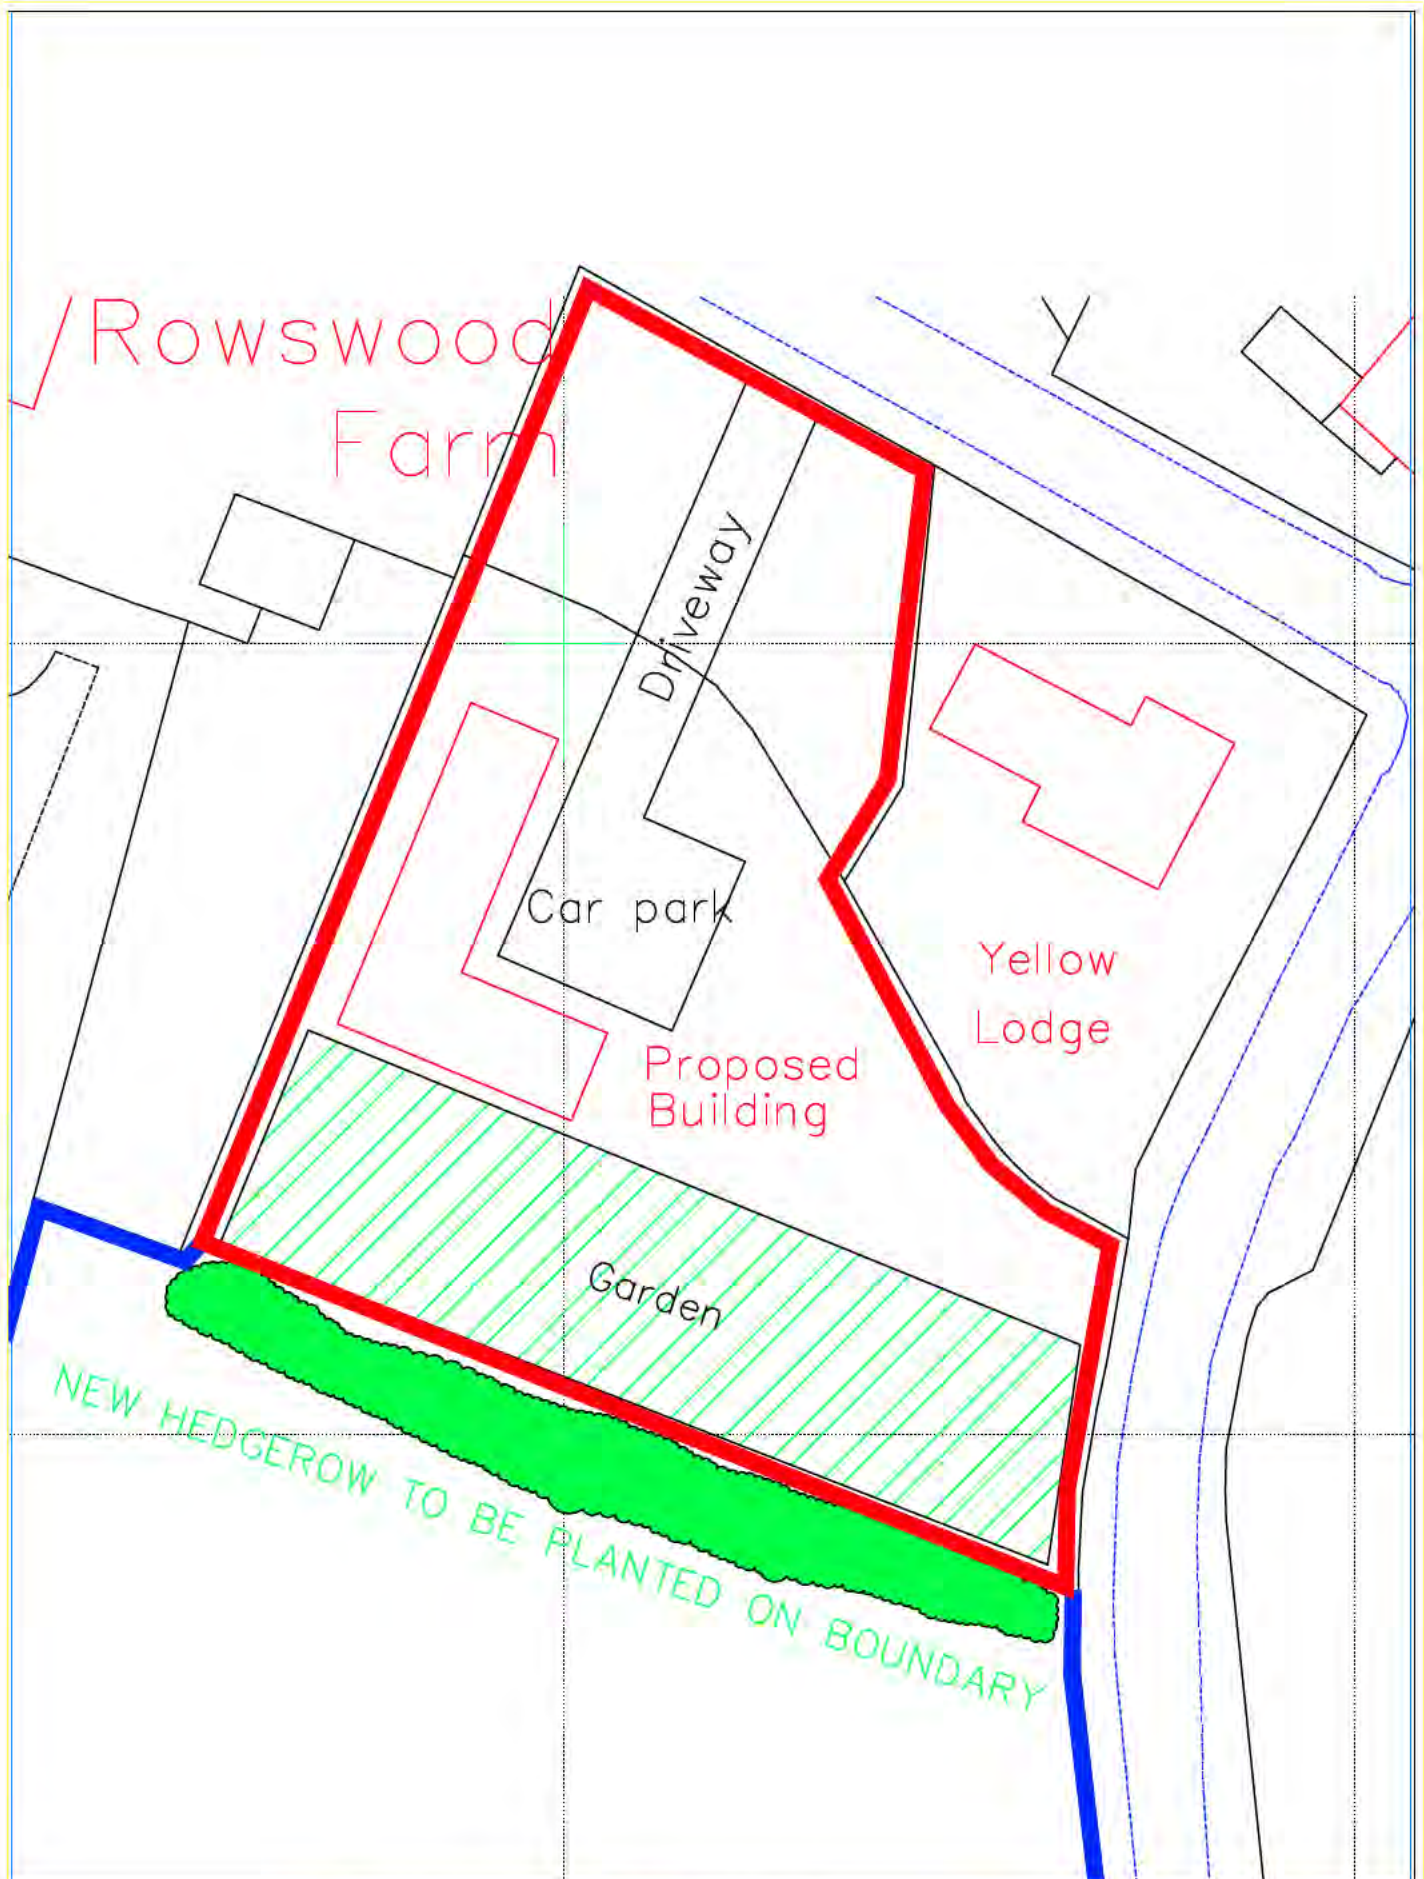 Rowswood
Farm
Driveway
Car park
Yellow
Lodge
Proposed
Building
Garden
NEW HEDGEROW TO BE PLANTED ON BOUNDARY